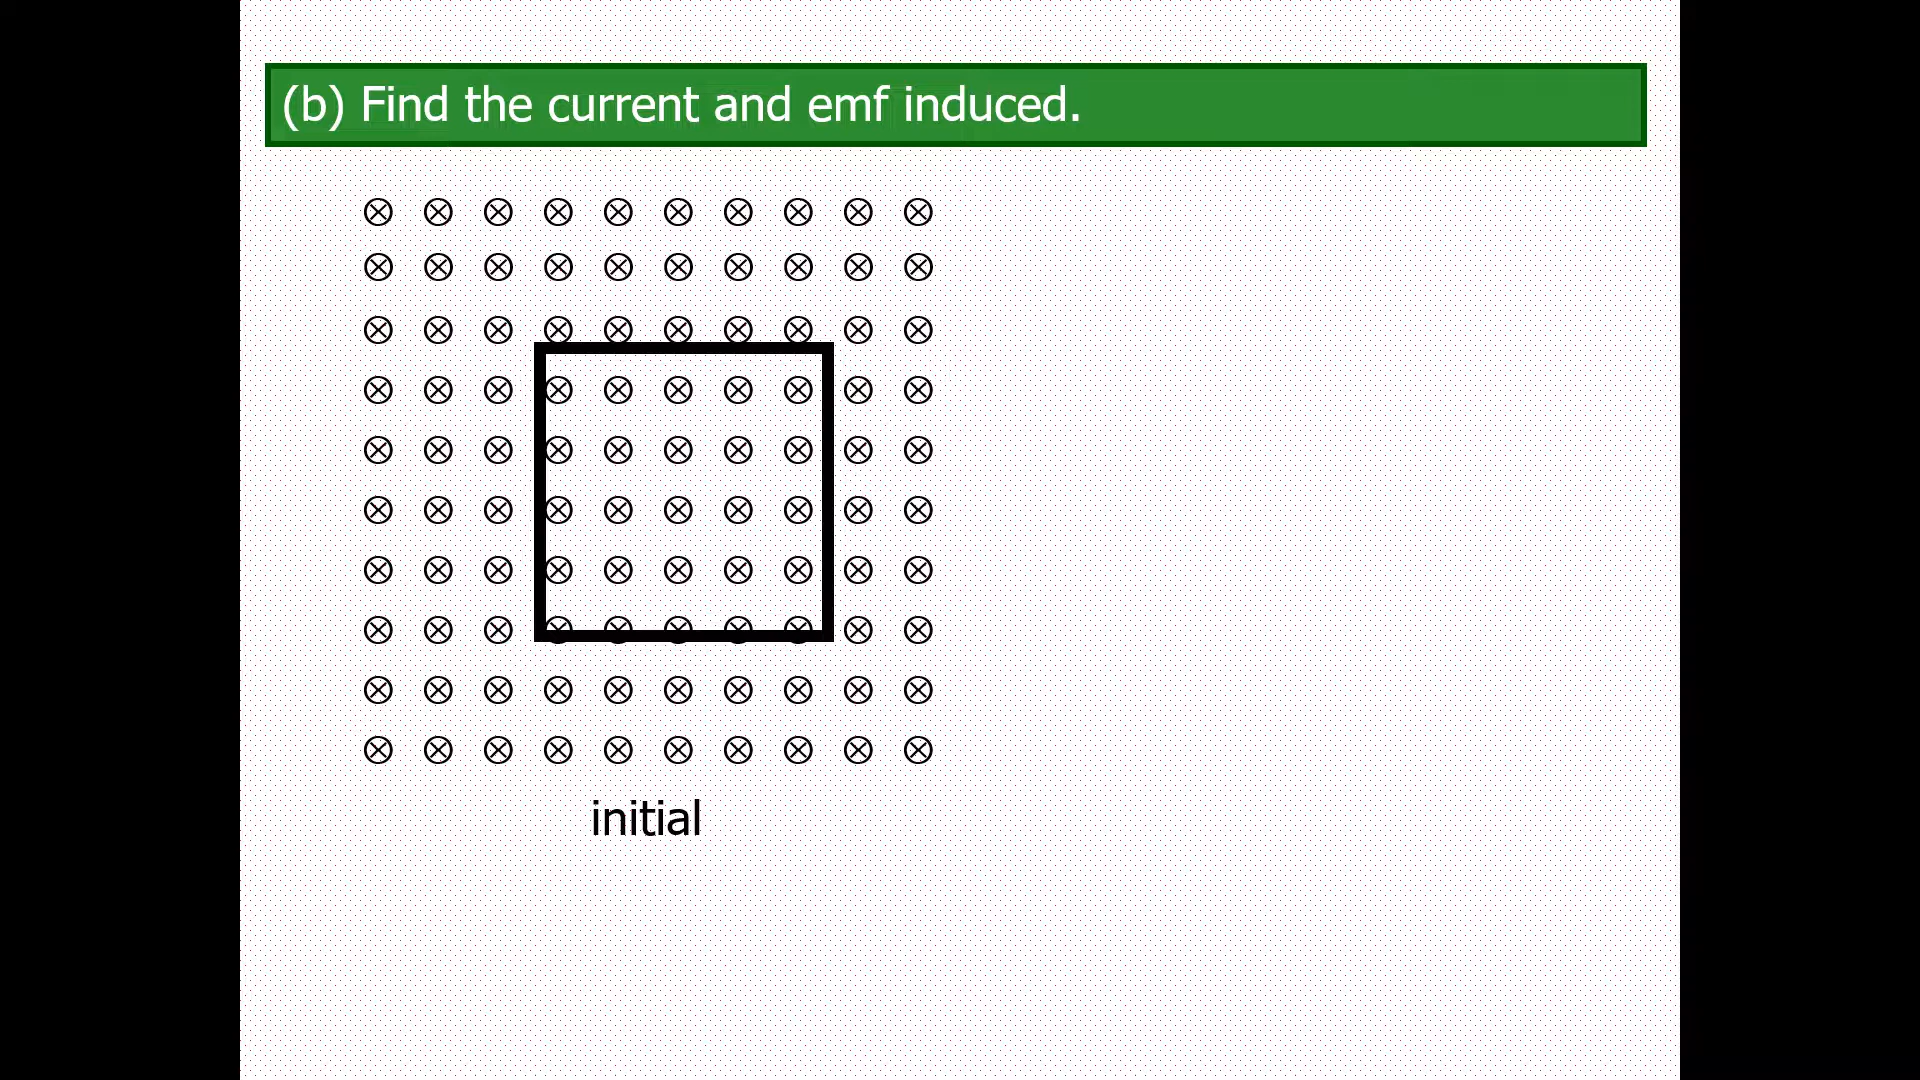 (b) Find the current and emf induced.
initial